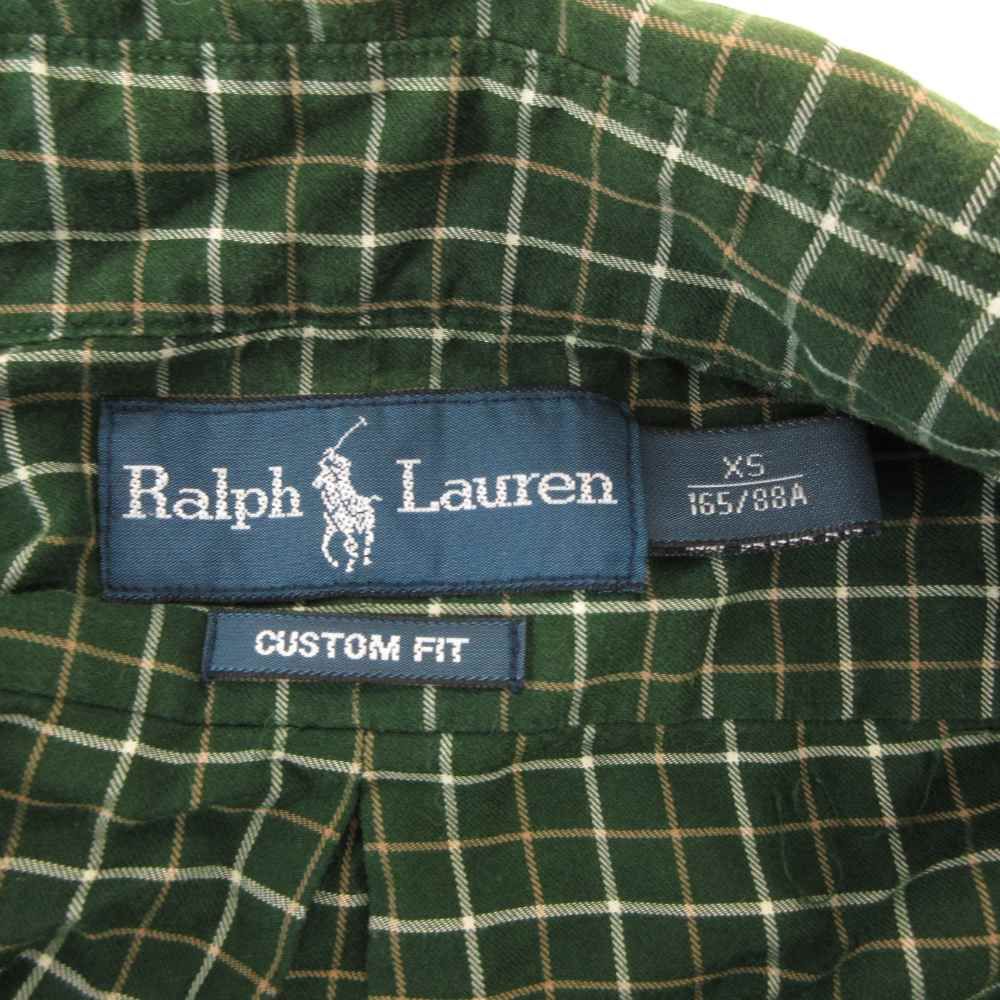 Ralph Lauren
XS
165/88A
CUSTOM FIT